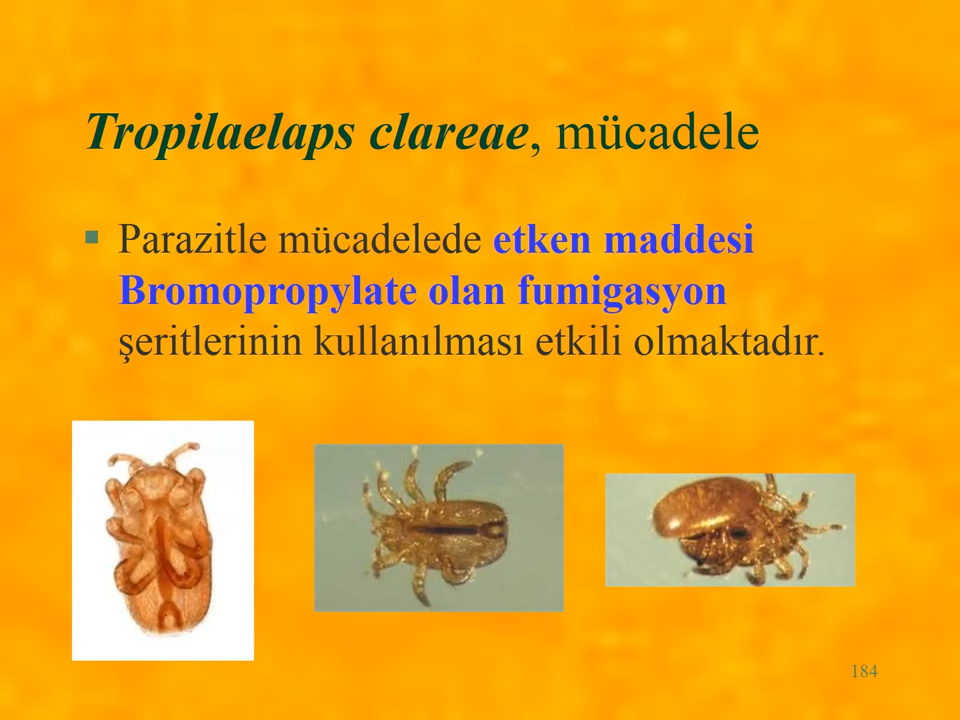 Tropilaelaps clareae, mücadele
▪ Parazitle mücadelede etken maddesi
Bromopropylate olan fumigasyon
şeritlerinin kullanılması etkili olmaktadır.
184